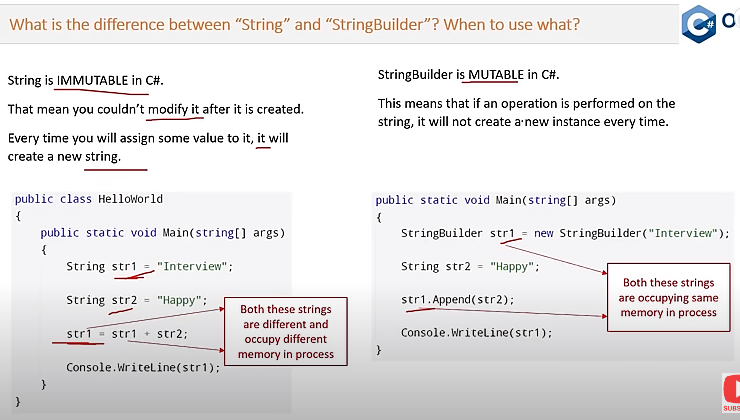 What is the difference between “String” and “StringBuilder”? When to use what?
C#
String is IMMUTABLE in C#.
That mean you couldn’t modify it after it is created.
Every time you will assign some value to it, it will
create a new string.
public class HelloWorld
{
public static void Main(string[] args)
{
String str1 = "Interview";
String str2 = "Happy";
str1 = str1 + str2;
Console.WriteLine(str1);
}
}
Both these strings
are different and
occupy different
memory in process
StringBuilder is MUTABLE in C#.
This means that if an operation is performed on the
string, it will not create a new instance every time.
public static void Main(string[] args)
{
StringBuilder str1 = new StringBuilder("Interview");
String str2 = "Happy";
str1.Append(str2);
Console.WriteLine(str1);
}
Both these strings
are occupying same
memory in process
SUBS